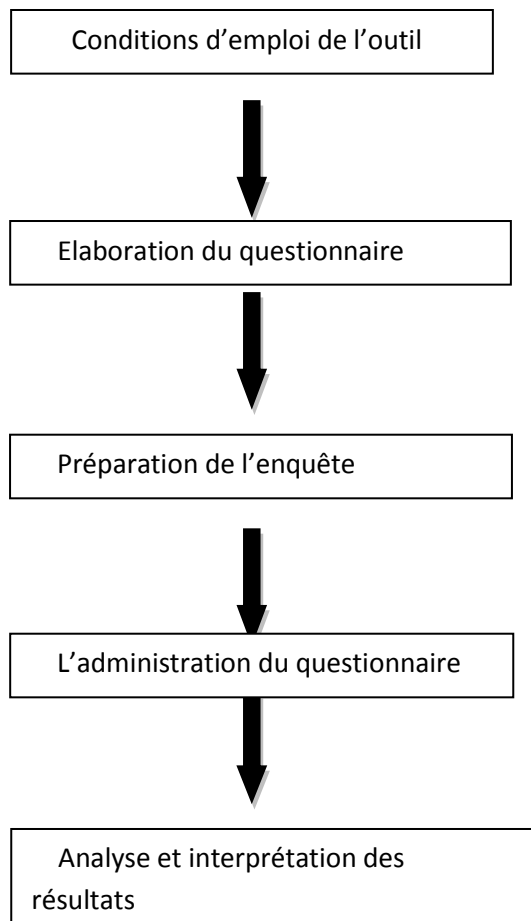 Conditions d’emploi de l’outil
Elaboration du questionnaire
Préparation de l’enquête
L’administration du questionnaire
Analyse et interprétation des
résultats